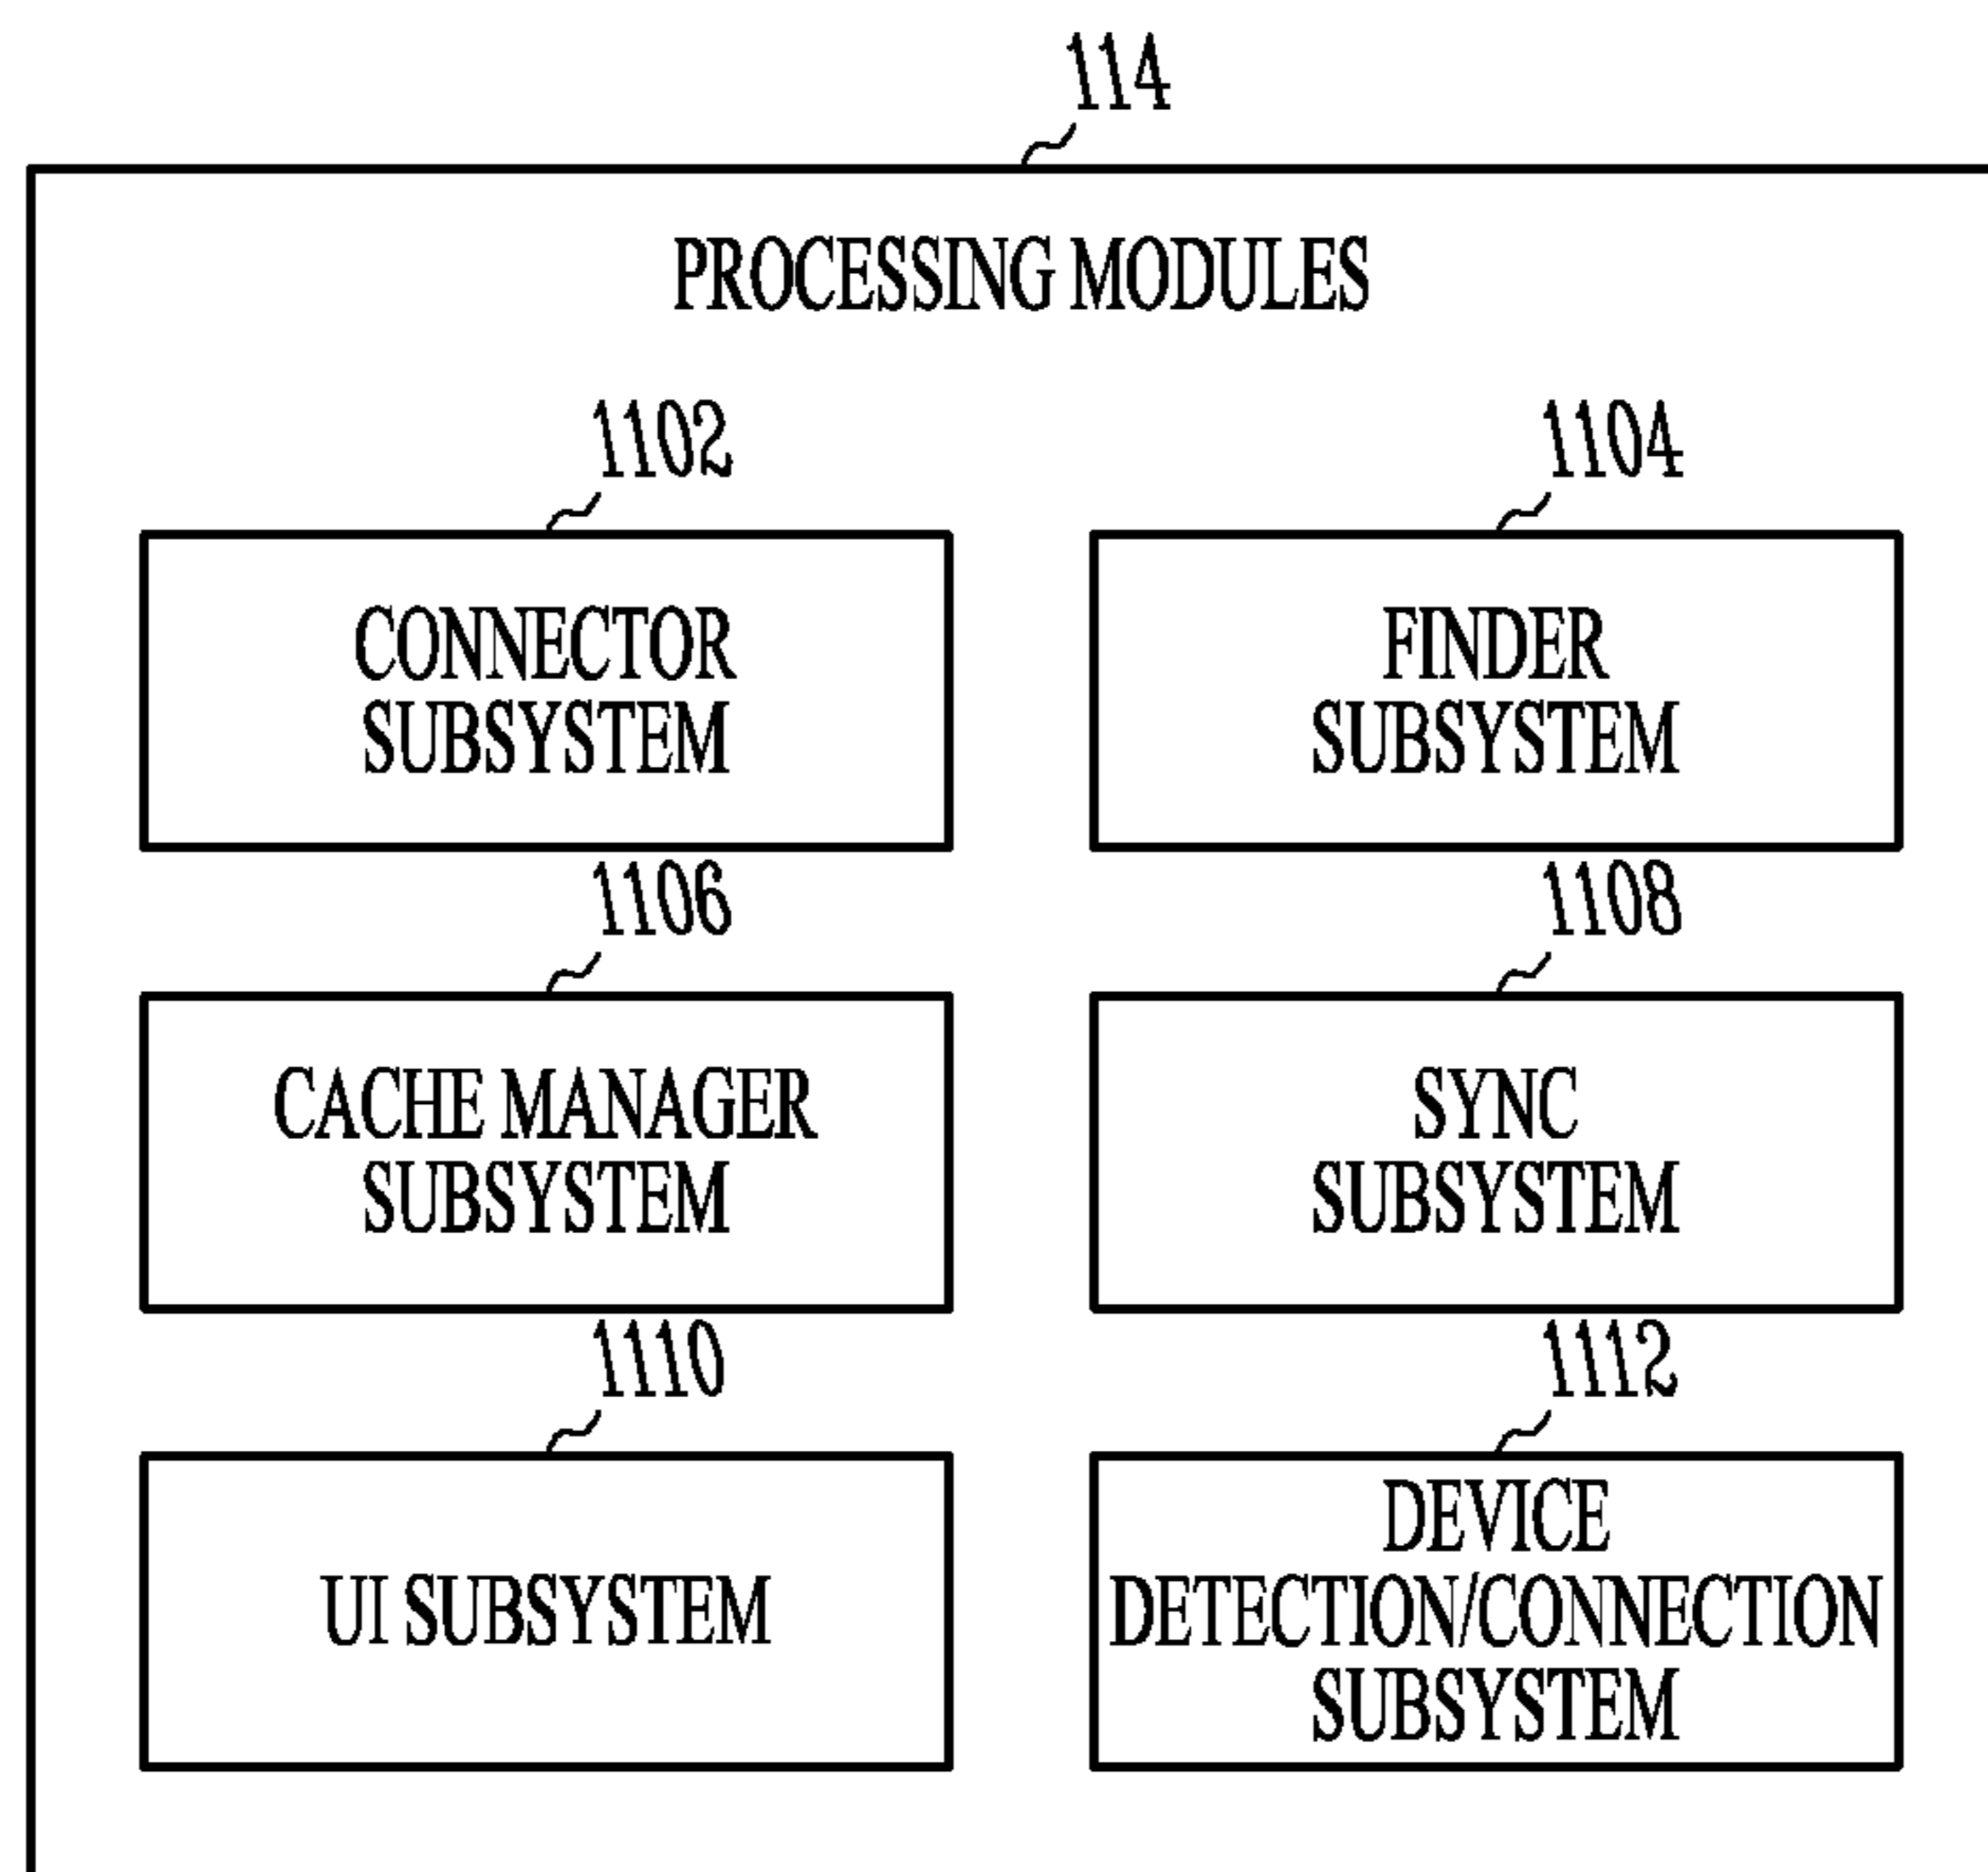 114
PROCESSING MODULES
1102
CONNECTOR
SUBSYSTEM
1104
FINDER
SUBSYSTEM
1106
CACHE MANAGER
SUBSYSTEM
1108
SYNC
SUBSYSTEM
1110
UI SUBSYSTEM
1112
DEVICE
DETECTION/CONNECTION
SUBSYSTEM